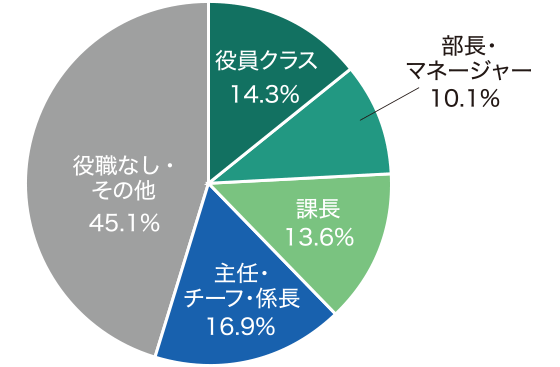 役員クラス
14.3%
部長・
マネージャー
10.1%
課長
13.6%
主任・
チーフ・係長
16.9%
役職なし・
その他
45.1%